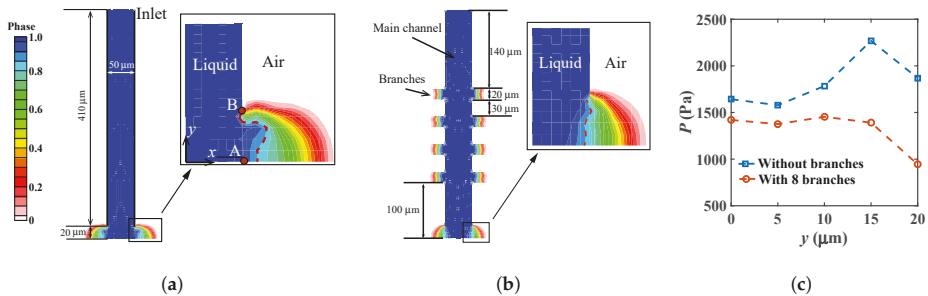 Phase
1.0
0.8
0.6
0.4
0.2
0
Inlet
50 μm
410 μm
20 μm
Liquid
Air
B
y
x
A
(a)
Main channel
Branches
140 μm
20 μm
30 μm
100 μm
Liquid
Air
(b)
P (Pa)
2500
2000
1500
1000
500
Without branches
With 8 branches
0 5 10 15 20
y (μm)
(c)